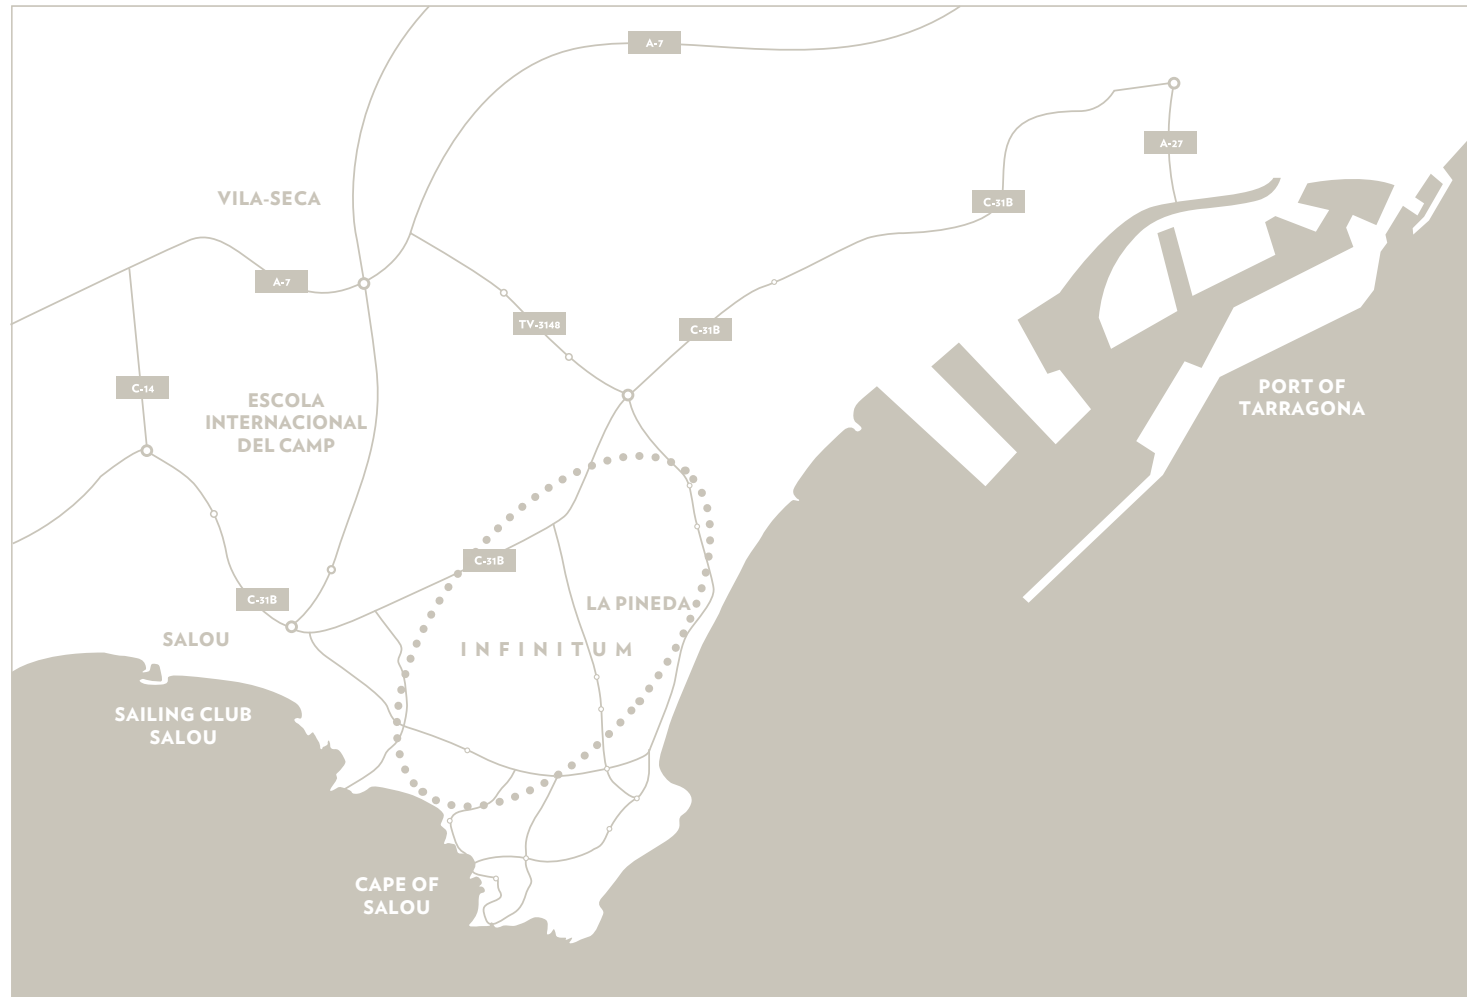 A-7
A-27
VILA-SECA
C-31B
A-7
TV-3148
C-31B
C-14
PORT OF
TARRAGONA
ESCOLA
INTERNACIONAL
DEL CAMP
C-31B
C-31B
LA PINEDA
SALOU
INFINITUM
SAILING CLUB
SALOU
CAPE OF
SALOU